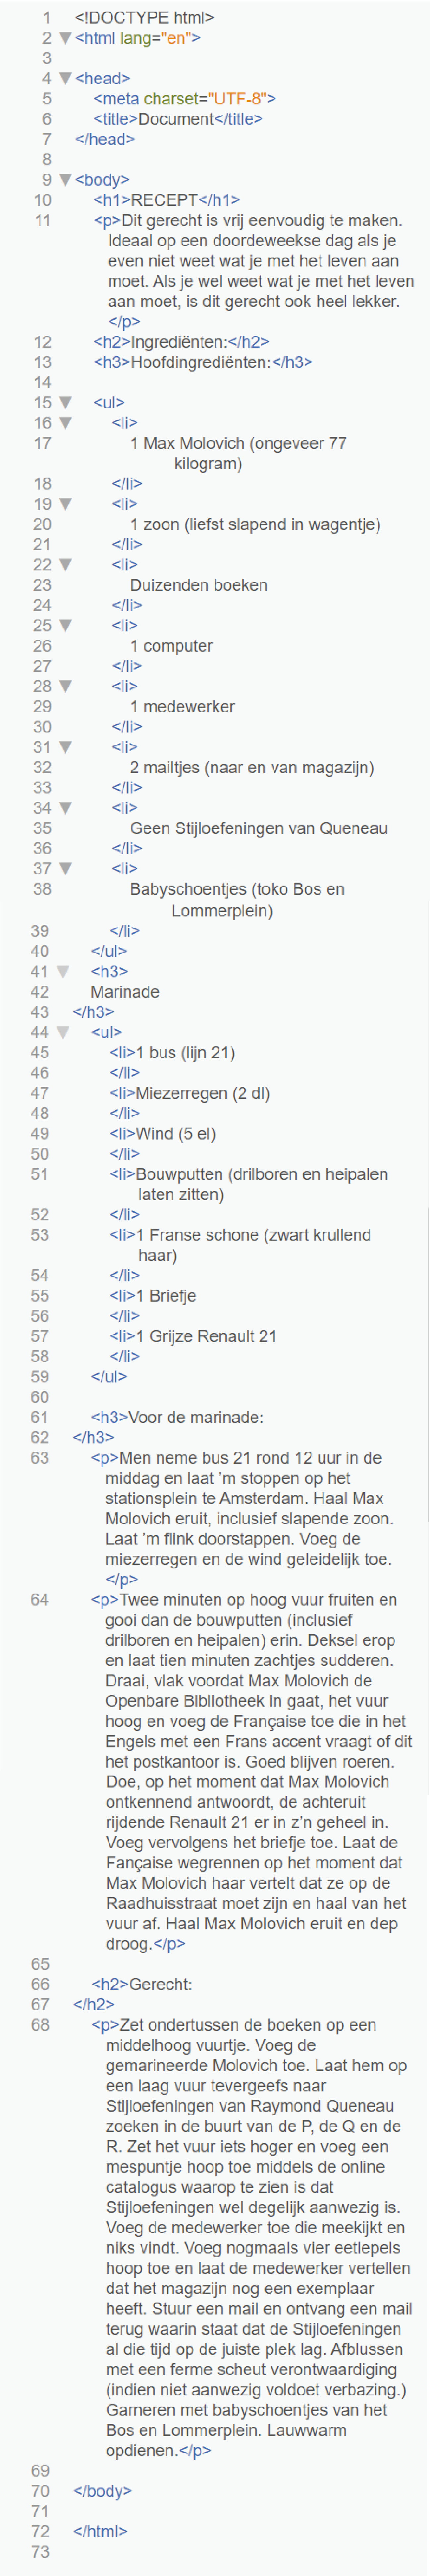 1 <!DOCTYPE html>
2 <html lang="en">
3
4 <head>
5 <meta charset="UTF-8">
6 <title>Document</title>
7 </head>
8
9 <body>
10 <h1>RECEPT</h1>
11 <p>Dit gerecht is vrij eenvoudig te maken.
Ideaal op een doordeweekse dag als je
even niet weet wat je met het leven aan
moet. Als je wel weet wat je met het leven
aan moet, is dit gerecht ook heel lekker.
</p>
12 <h2>Ingrediënten:</h2>
13 <h3>Hoofdingrediënten:</h3>
14
15 <ul>
16 <li>
17 1 Max Molovich (ongeveer 77
kilogram)
18 </li>
19 <li>
20 1 zoon (liefst slapend in wagentje)
21 </li>
22 <li>
23 Duizenden boeken
24 </li>
25 <li>
26 1 computer
27 </li>
28 <li>
29 1 medewerker
30 </li>
31 <li>
32 2 mailtjes (naar en van magazijn)
33 </li>
34 <li>
35 Geen Stijloefeningen van Queneau
36 </li>
37 <li>
38 Babyschoentjes (toko Bos en
Lommerplein)
39 </li>
40 </ul>
41 <h3>
42 Marinade
43 </h3>
44 <ul>
45 <li>1 bus (lijn 21)
46 </li>
47 <li>Miezerregen (2 dl)
48 </li>
49 <li>Wind (5 el)
50 </li>
51 <li>Bouwputten (drilboren en heipalen
laten zitten)
52 </li>
53 <li>1 Franse schone (zwart krullend
haar)
54 </li>
55 <li>1 Briefje
56 </li>
57 <li>1 Grijze Renault 21
58 </li>
59 </ul>
60
61 <h3>Voor de marinade:
62 </h3>
63 <p>Men neme bus 21 rond 12 uur in de
middag en laat ’m stoppen op het
stationsplein te Amsterdam. Haal Max
Molovich eruit, inclusief slapende zoon.
Laat ’m flink doorstappen. Voeg de
miezerregen en de wind geleidelijk toe.
</p>
64 <p>Twee minuten op hoog vuur fruiten en
gooi dan de bouwputten (inclusief
drilboren en heipalen) erin. Deksel erop
en laat tien minuten zachtjes sudderen.
Draai, vlak voordat Max Molovich de
Openbare Bibliotheek in gaat, het vuur
hoog en voeg de Française toe die in het
Engels met een Frans accent vraagt of dit
het postkantoor is. Goed blijven roeren.
Doe, op het moment dat Max Molovich
ontkennend antwoordt, de achteruit
rijdende Renault 21 er in z’n geheel in.
Voeg vervolgens het briefje toe. Laat de
Fançaise wegrennen op het moment dat
Max Molovich haar vertelt dat ze op de
Raadhuisstraat moet zijn en haal van het
vuur af. Haal Max Molovich eruit en dep
droog.</p>
65
66 <h2>Gerecht:
67 </h2>
68 <p>Zet ondertussen de boeken op een
middelhoog vuurtje. Voeg de
gemarineerde Molovich toe. Laat hem op
een laag vuur tevergeefs naar
Stijloefeningen van Raymond Queneau
zoeken in de buurt van de P, de Q en de
R. Zet het vuur iets hoger en voeg een
mespuntje hoop toe middels de online
catalogus waarop te zien is dat
Stijloefeningen wel degelijk aanwezig is.
Voeg de medewerker toe die meekijkt en
niks vindt. Voeg nogmaals vier eetlepels
hoop toe en laat de medewerker vertellen
dat het magazijn nog een exemplaar
heeft. Stuur een mail en ontvang een mail
terug waarin staat dat de Stijloefeningen
al die tijd op de juiste plek lag. Afblussen
met een ferme scheut verontwaardiging
(indien niet aanwezig voldoet verbazing.)
Garneren met babyschoentjes van het
Bos en Lommerplein. Lauwwarm
opdienen.</p>
69
70 </body>
71
72 </html>
73